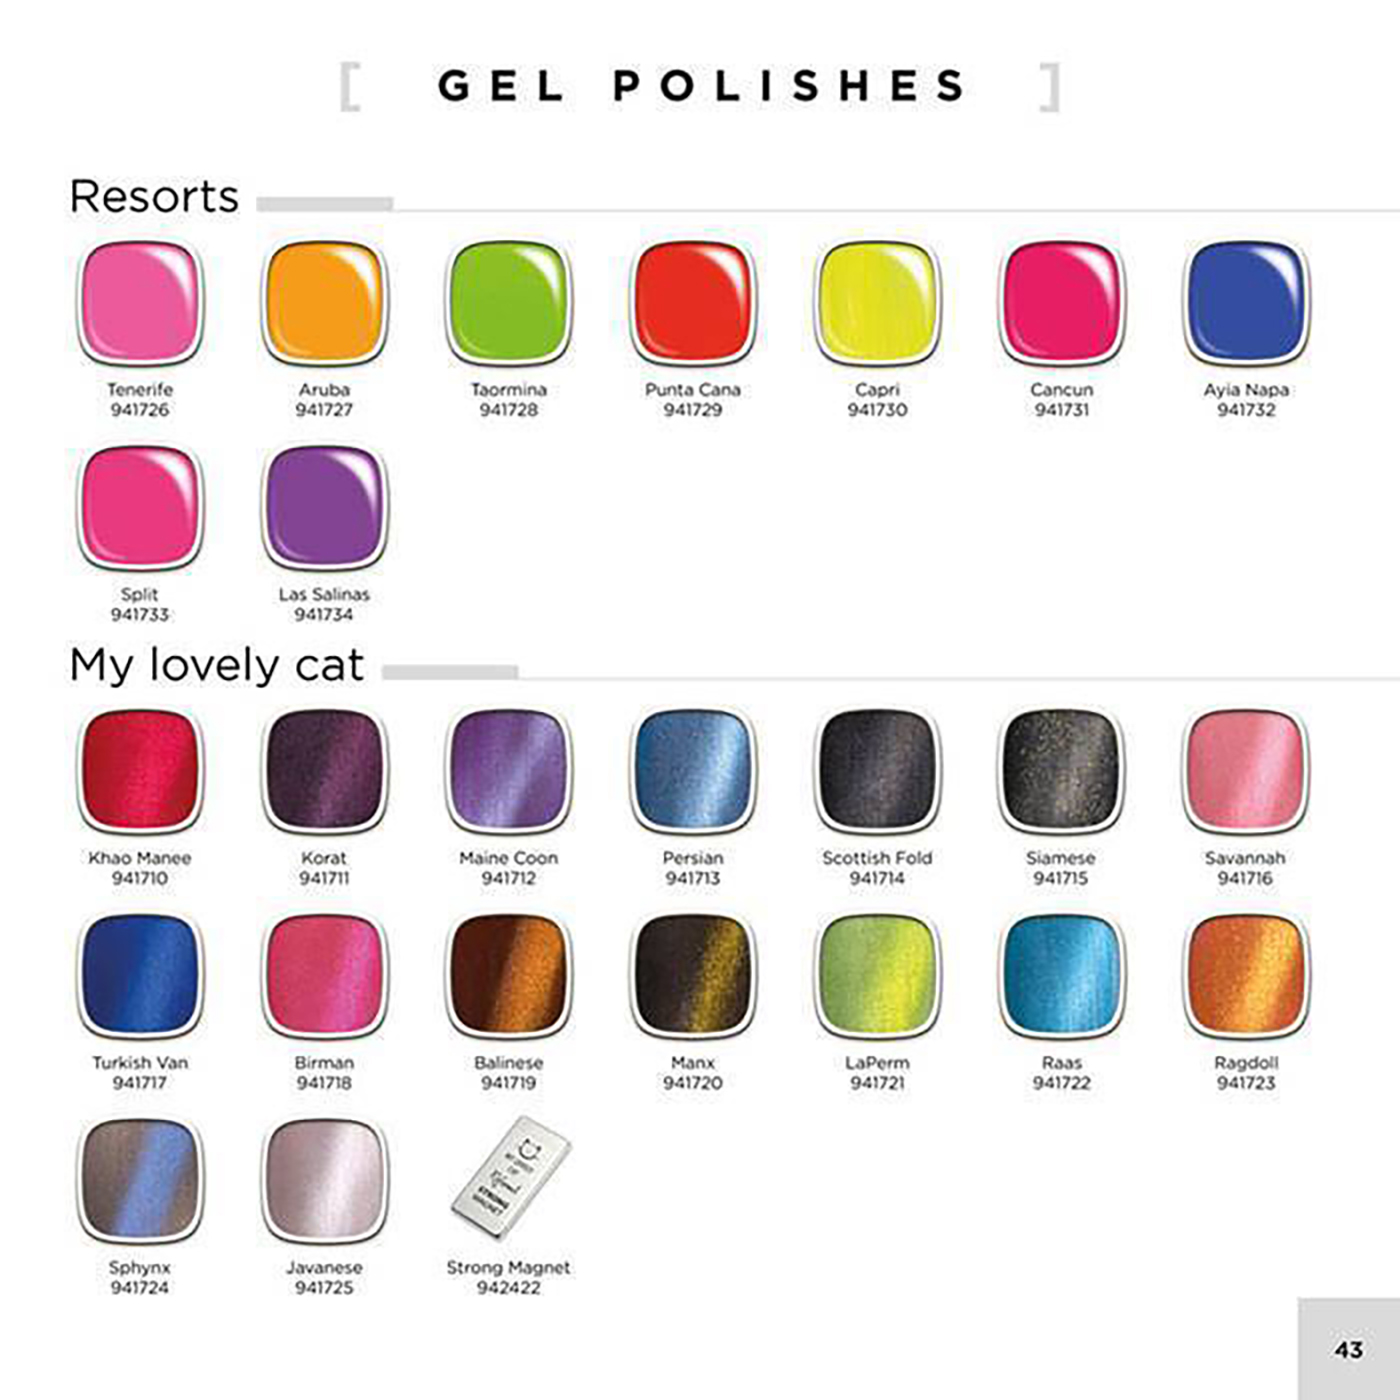 [ GEL POLISHES ]
Resorts
Tenerife Aruba Taormina Punta Cana Capri Cancun Ayia Napa
941726 941727 941728 941729 941730 941731 941732
Split Las Salinas
941733 941734
My lovely cat
Khao Manee Korat Maine Coon Persian Scottish Fold Siamese Savannah
941710 941711 941712 941713 941714 941715 941716
Turkish Van Birman Balinese Manx LaPerm Raas Ragdoll
941717 941718 941719 941720 941721 941722 941723
STRONG
MAGNET
Sphynx Javanese Strong Magnet
941724 941725 942422
43